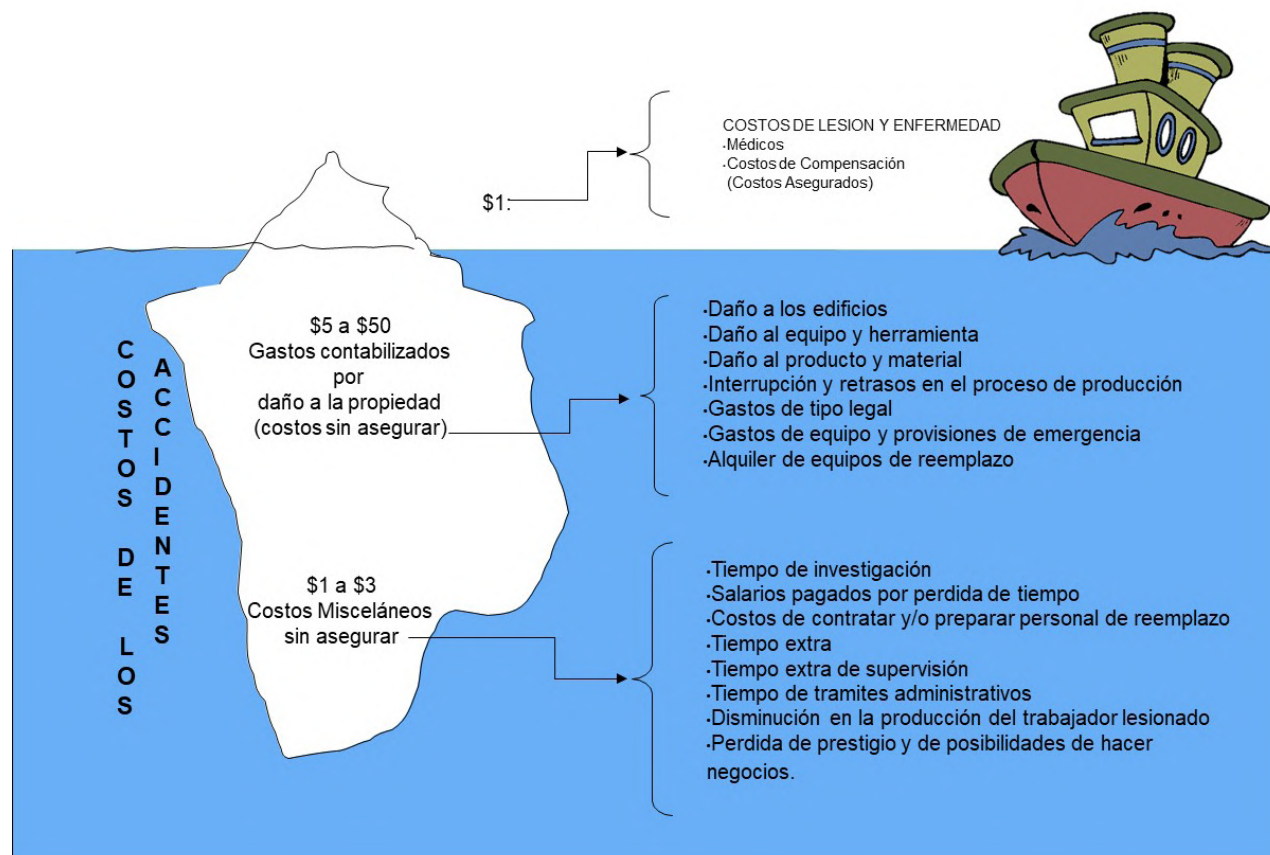 COSTOS DE LESION Y ENFERMEDAD
·Médicos
·Costos de Compensación
(Costos Asegurados)
$1:
COSTOS DE LOS
ACCIDENTES
$5 a $50
Gastos contabilizados
por
daño a la propiedad
(costos sin asegurar)
·Daño a los edificios
·Daño al equipo y herramienta
·Daño al producto y material
·Interrupción y retrasos en el proceso de producción
·Gastos de tipo legal
·Gastos de equipo y provisiones de emergencia
·Alquiler de equipos de reemplazo
$1 a $3
Costos Misceláneos
sin asegurar
·Tiempo de investigación
·Salarios pagados por perdida de tiempo
·Costos de contratar y/o preparar personal de reemplazo
·Tiempo extra
·Tiempo extra de supervisión
·Tiempo de tramites administrativos
·Disminución en la producción del trabajador lesionado
·Perdida de prestigio y de posibilidades de hacer
negocios.